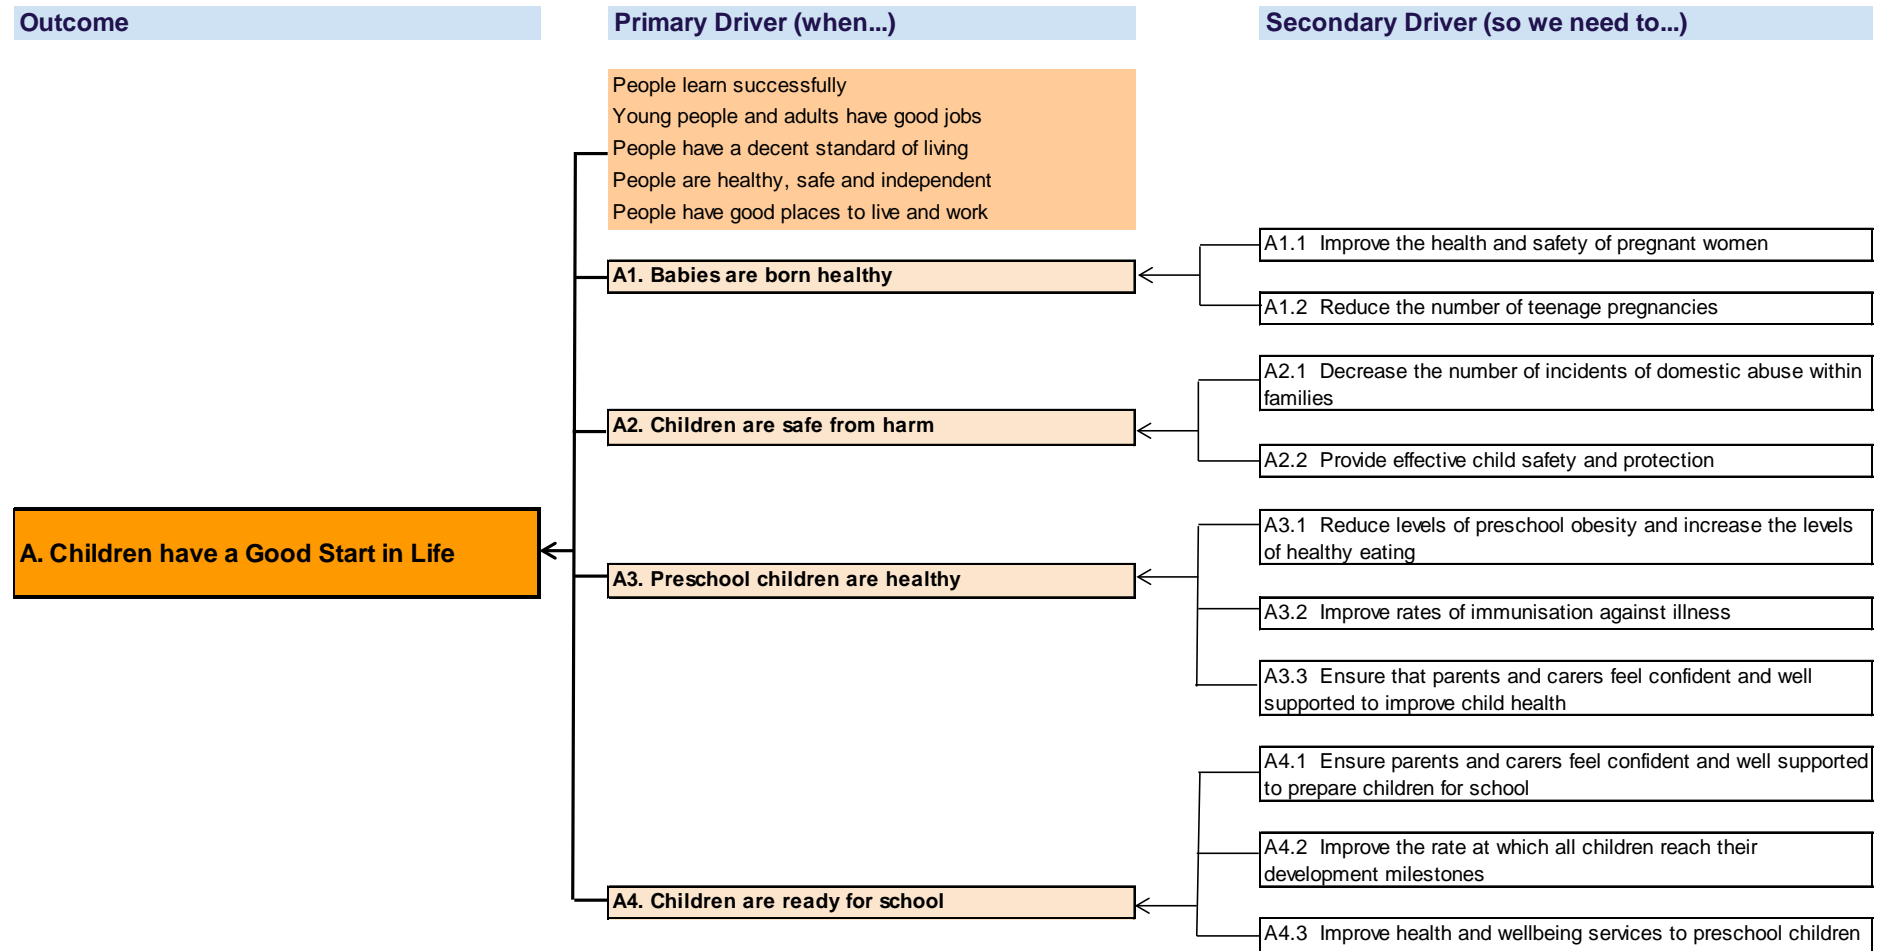 Outcome
Primary Driver (when...)
Secondary Driver (so we need to...)
People learn successfully
Young people and adults have good jobs
People have a decent standard of living
People are healthy, safe and independent
People have good places to live and work
A. Children have a Good Start in Life
A1. Babies are born healthy
A1.1 Improve the health and safety of pregnant women
A1.2 Reduce the number of teenage pregnancies
A2. Children are safe from harm
A2.1 Decrease the number of incidents of domestic abuse within
families
A2.2 Provide effective child safety and protection
A3. Preschool children are healthy
A3.1 Reduce levels of preschool obesity and increase the levels
of healthy eating
A3.2 Improve rates of immunisation against illness
A3.3 Ensure that parents and carers feel confident and well
supported to improve child health
A4. Children are ready for school
A4.1 Ensure parents and carers feel confident and well supported
to prepare children for school
A4.2 Improve the rate at which all children reach their
development milestones
A4.3 Improve health and wellbeing services to preschool children